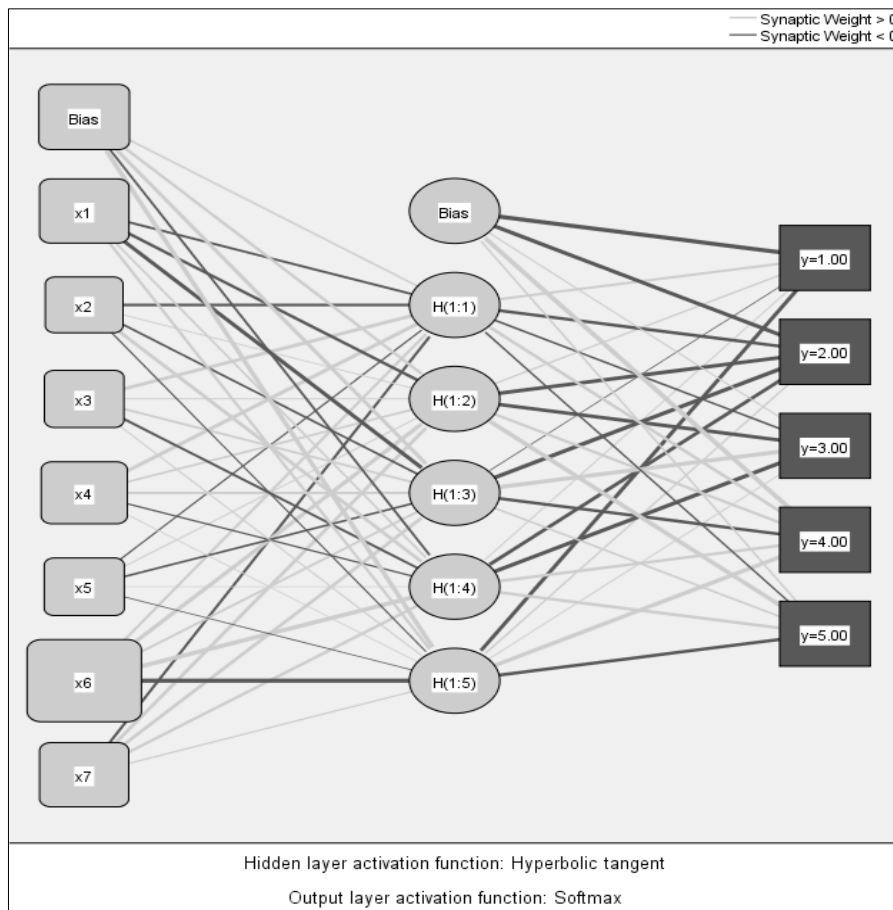 Synaptic Weight > 0
Synaptic Weight < 0
Bias
x1
x2
x3
x4
x5
x6
x7
Bias
H(1:1)
H(1:2)
H(1:3)
H(1:4)
H(1:5)
y=1.00
y=2.00
y=3.00
y=4.00
y=5.00
Hidden layer activation function: Hyperbolic tangent
Output layer activation function: Softmax